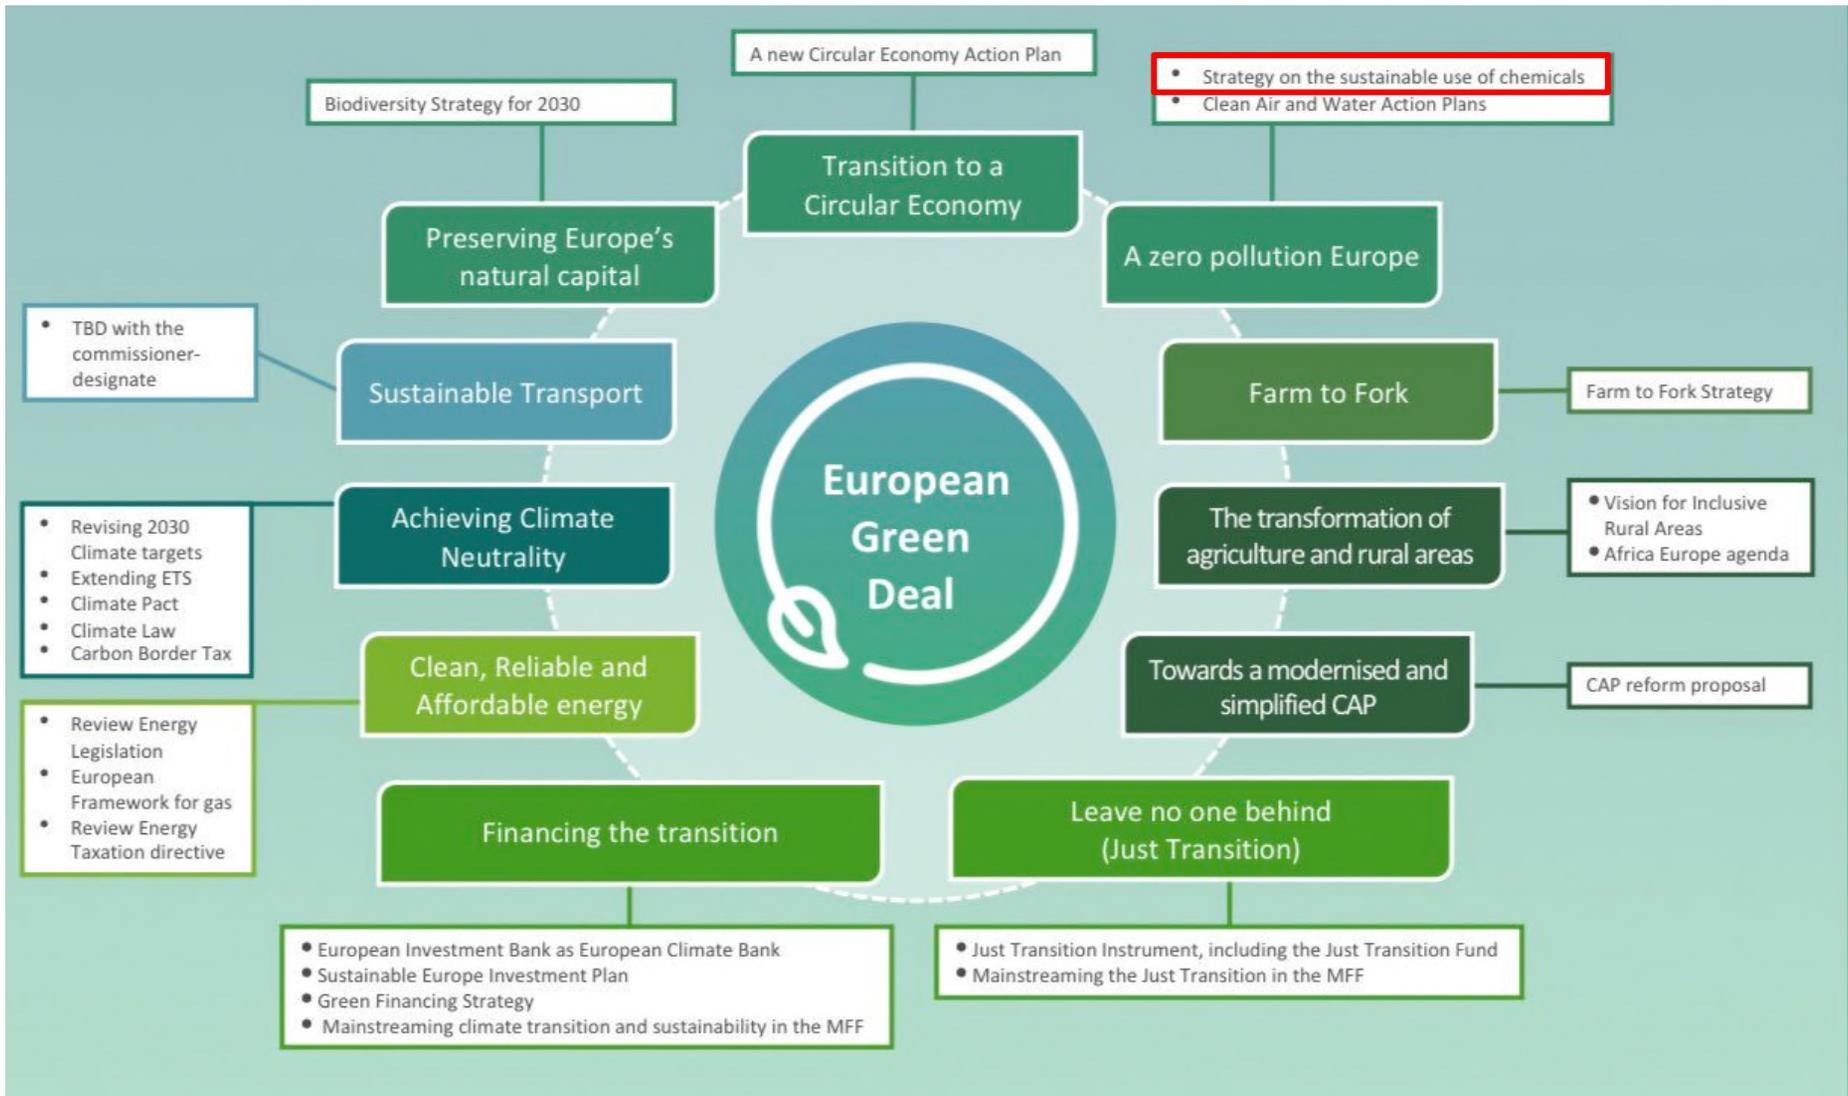 A new Circular Economy Action Plan
• Strategy on the sustainable use of chemicals
• Clean Air and Water Action Plans
Biodiversity Strategy for 2030
Transition to a
Circular Economy
Preserving Europe's
natural capital
A zero pollution Europe
• TBD with the
commissioner-
designate
Sustainable Transport
Farm to Fork
Farm to Fork Strategy
European
Green
Deal
• Revising 2030
Climate targets
• Extending ETS
• Climate Pact
• Climate Law
• Carbon Border Tax
Achieving Climate
Neutrality
The transformation of
agriculture and rural areas
• Vision for Inclusive
Rural Areas
• Africa Europe agenda
Clean, Reliable and
Affordable energy
Towards a modernised and
simplified CAP
CAP reform proposal
• Review Energy
Legislation
• European
Framework for gas
• Review Energy
Taxation directive
Financing the transition
Leave no one behind
(Just Transition)
• European Investment Bank as European Climate Bank
• Sustainable Europe Investment Plan
• Green Financing Strategy
• Mainstreaming climate transition and sustainability in the MFF
• Just Transition Instrument, including the Just Transition Fund
• Mainstreaming the Just Transition in the MFF